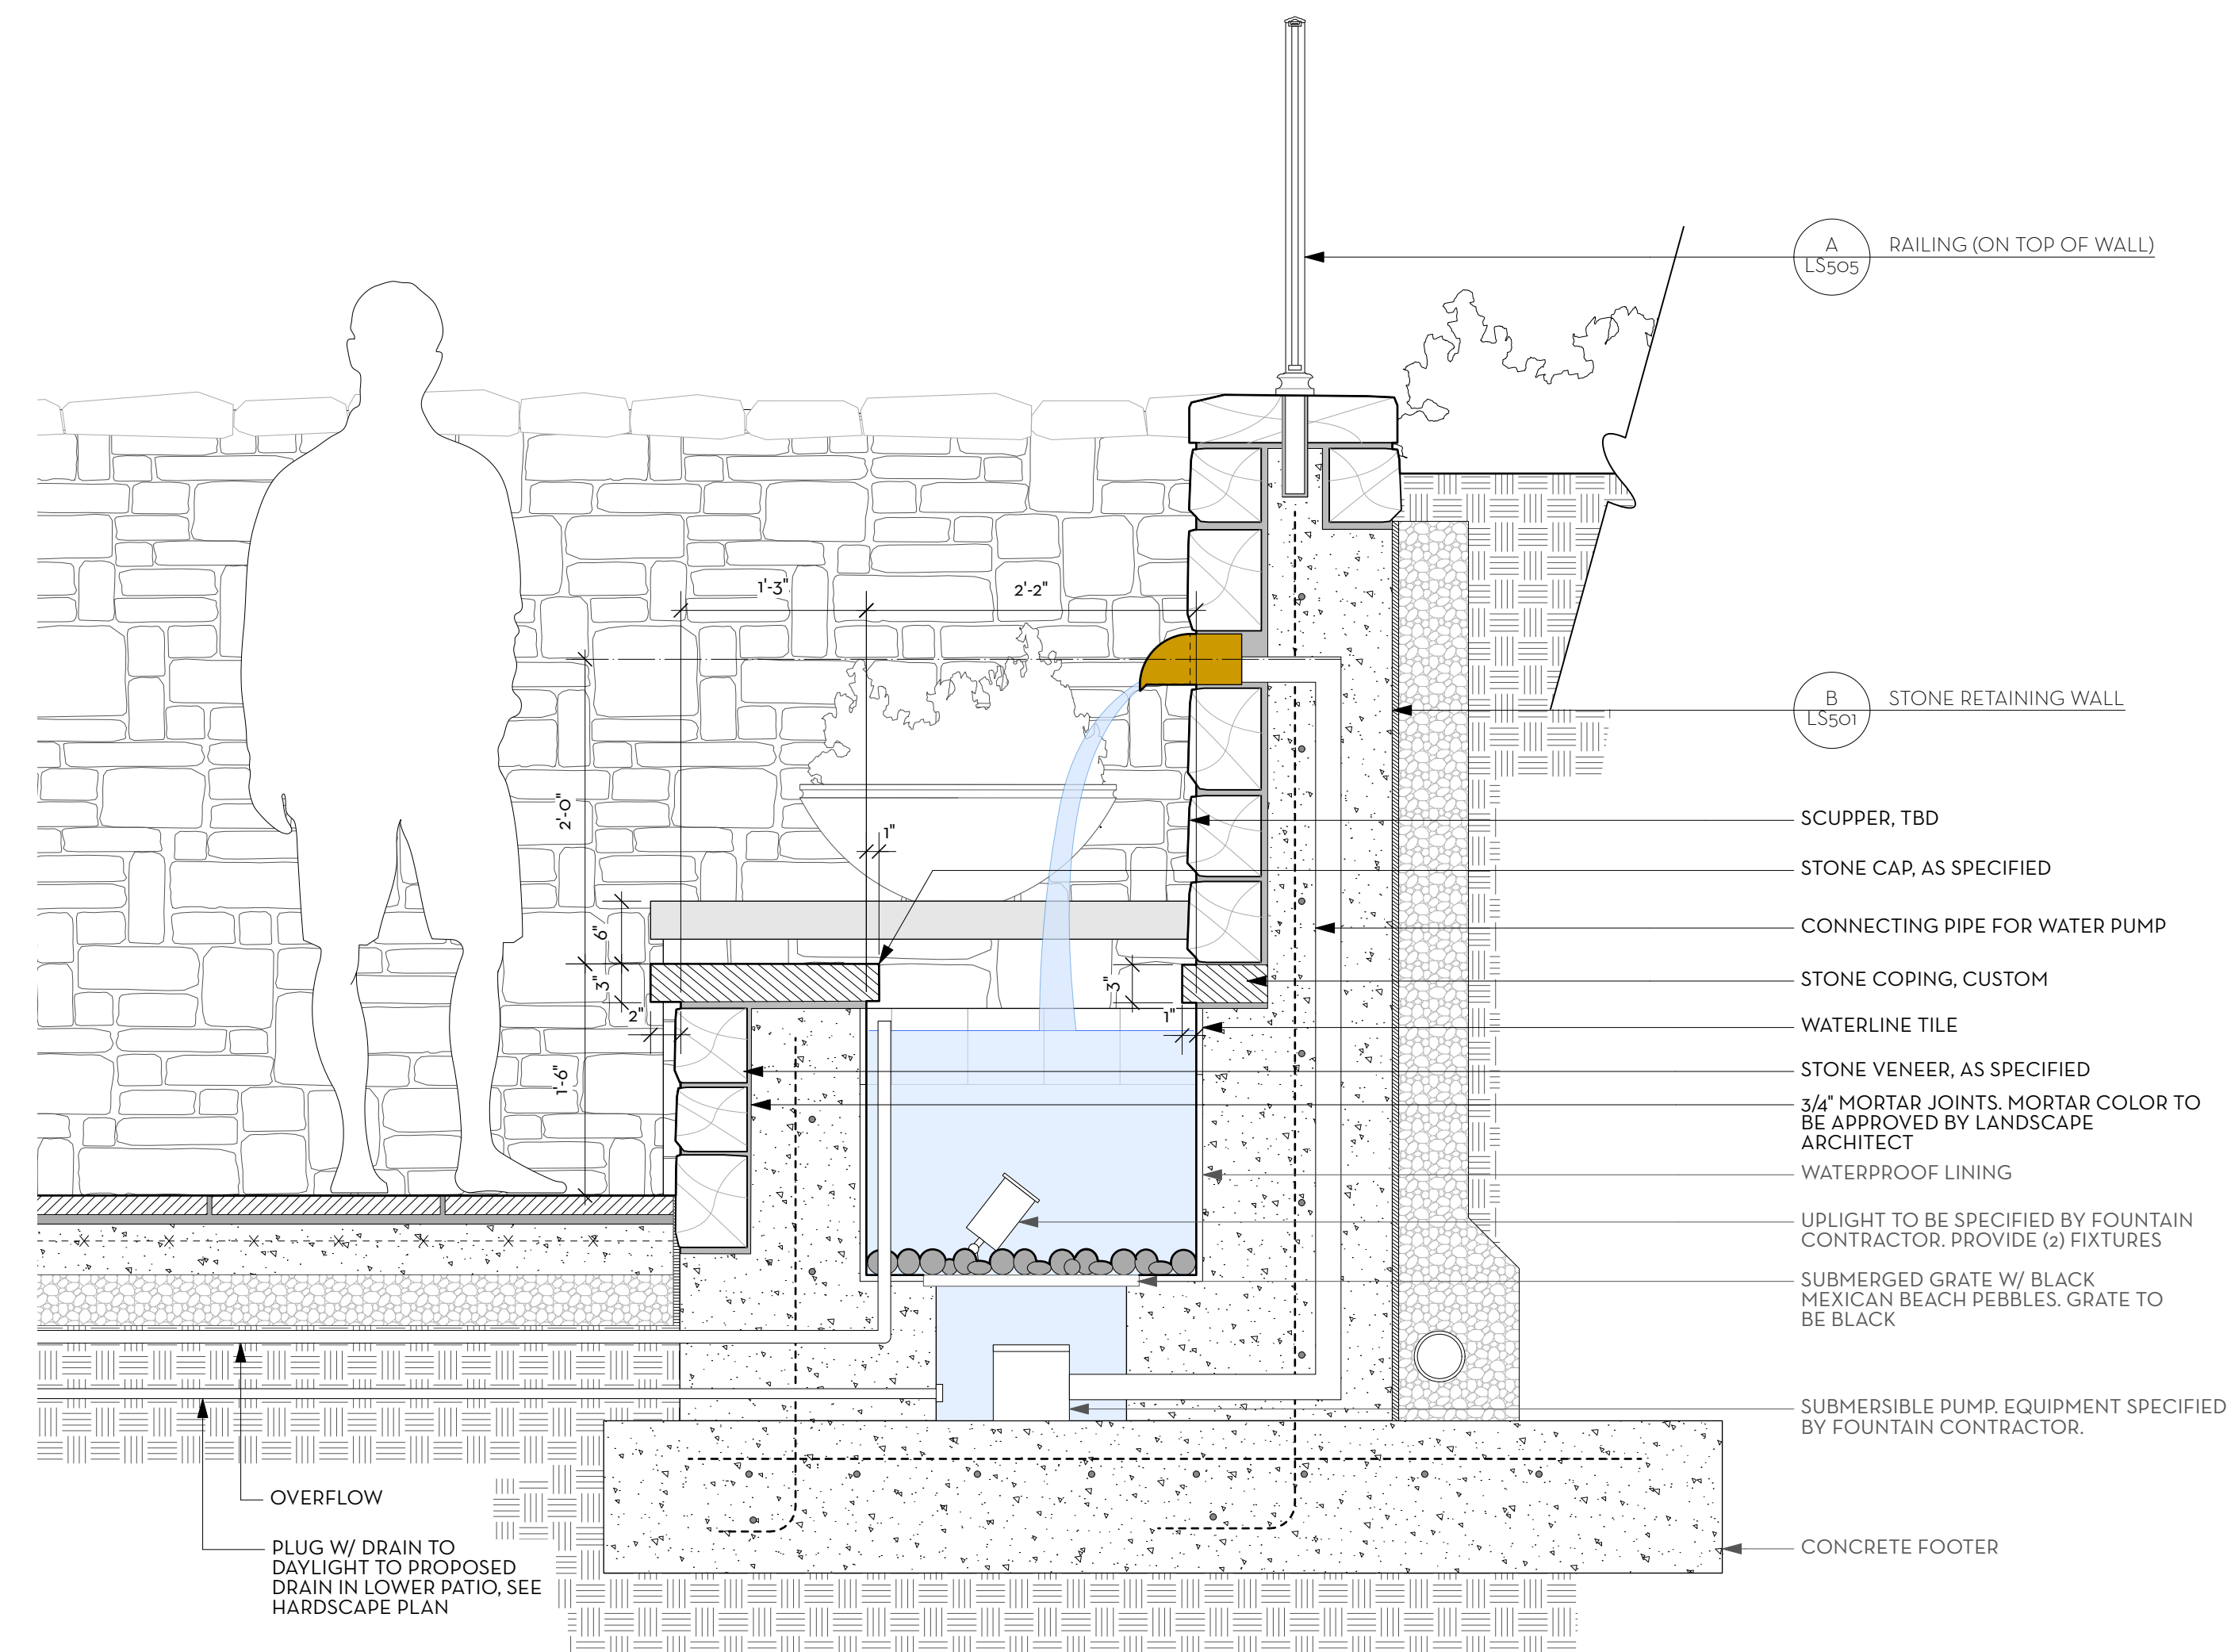 A
LS505
RAILING (ON TOP OF WALL)
1'-3"
2'-2"
B
LS501
STONE RETAINING WALL
2'-0"
1"
SCUPPER, TBD
STONE CAP, AS SPECIFIED
6"
CONNECTING PIPE FOR WATER PUMP
3"
3"
STONE COPING, CUSTOM
2"
1"
WATERLINE TILE
1'-6"
STONE VENEER, AS SPECIFIED
3/4" MORTAR JOINTS. MORTAR COLOR TO
BE APPROVED BY LANDSCAPE
ARCHITECT
WATERPROOF LINING
UPLIGHT TO BE SPECIFIED BY FOUNTAIN
CONTRACTOR. PROVIDE (2) FIXTURES
SUBMERGED GRATE W/ BLACK
MEXICAN BEACH PEBBLES. GRATE TO
BE BLACK
SUBMERSIBLE PUMP. EQUIPMENT SPECIFIED
BY FOUNTAIN CONTRACTOR.
OVERFLOW
PLUG W/ DRAIN TO
DAYLIGHT TO PROPOSED
DRAIN IN LOWER PATIO, SEE
HARDSCAPE PLAN
CONCRETE FOOTER